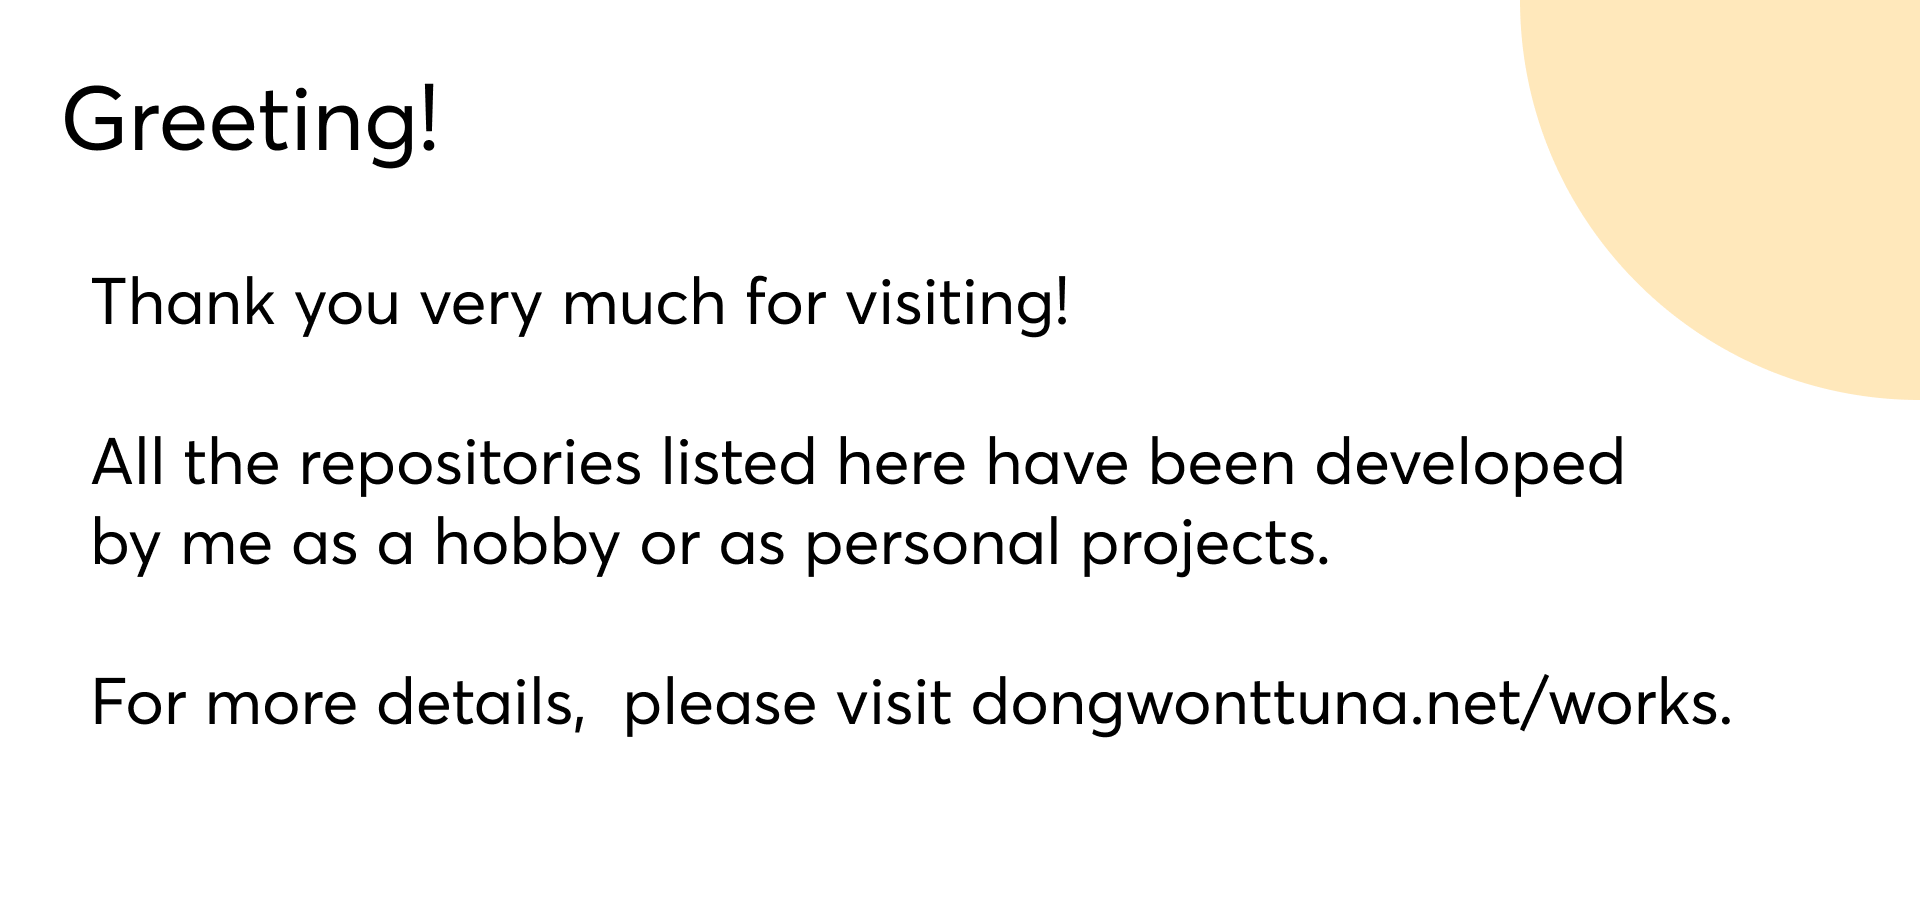 Greeting!
Thank you very much for visiting!
All the repositories listed here have been developed
by me as a hobby or as personal projects.
For more details,  please visit dongwonttuna.net/works.